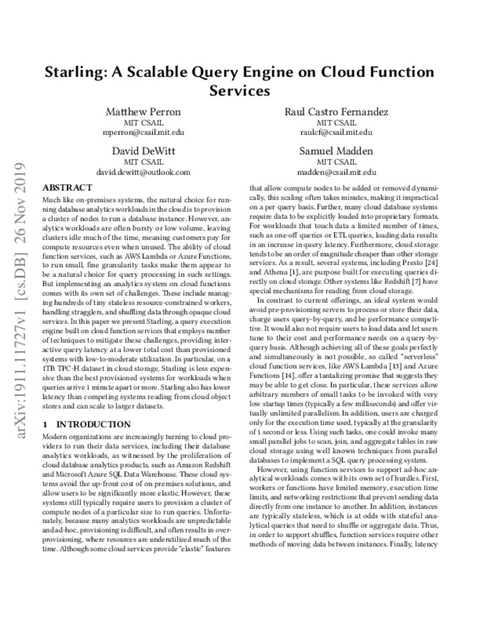 Starling: A Scalable Query Engine on Cloud Function
Services
Matthew Perron
MIT CSAIL
mperron@csail.mit.edu
Raul Castro Fernandez
MIT CSAIL
raulcf@csail.mit.edu
David DeWitt
MIT CSAIL
david.dewitt@outlook.com
Samuel Madden
MIT CSAIL
madden@csail.mit.edu
arXiv:1911.11727v1 [cs.DB] 26 Nov 2019
ABSTRACT
Much like on-premises systems, the natural choice for run-
ning database analytics workloads in the cloud is to provision
a cluster of nodes to run a database instance. However, an-
alytics workloads are often bursty or low volume, leaving
clusters idle much of the time, meaning customers pay for
compute resources even when unused. The ability of cloud
function services, such as AWS Lambda or Azure Functions,
to run small, fine granularity tasks make them appear to
be a natural choice for query processing in such settings.
But implementing an analytics system on cloud functions
comes with its own set of challenges. These include manag-
ing hundreds of tiny stateless resource-constrained workers,
handling stragglers, and shuffling data through opaque cloud
services. In this paper we present Starling, a query execution
engine built on cloud function services that employs number
of techniques to mitigate these challenges, providing inter-
active query latency at a lower total cost than provisioned
systems with low-to-moderate utilization. In particular, on a
1TB TPC-H dataset in cloud storage, Starling is less expen-
sive than the best provisioned systems for workloads when
queries arrive 1 minute apart or more. Starling also has lower
latency than competing systems reading from cloud object
stores and can scale to larger datasets.
1 INTRODUCTION
Modern organizations are increasingly turning to cloud pro-
viders to run their data services, including their database
analytics workloads, as witnessed by the proliferation of
cloud database analytics products, such as Amazon Redshift
and Microsoft Azure SQL Data Warehouse. These cloud sys-
tems avoid the up-front cost of on premises solutions, and
allow users to be significantly more elastic. However, these
systems still typically require users to provision a cluster of
compute nodes of a particular size to run queries. Unfortu-
nately, because many analytics workloads are unpredictable
and ad-hoc, provisioning is difficult, and often results in over-
provisioning, where resources are underutilized much of the
time. Although some cloud services provide "elastic" features
that allow compute nodes to be added or removed dynami-
cally, this scaling often takes minutes, making it impractical
on a per query basis. Further, many cloud database systems
require data to be explicitly loaded into proprietary formats.
For workloads that touch data a limited number of times,
such as one-off queries or ETL queries, loading data results
in an increase in query latency. Furthermore, cloud storage
tends to be an order of magnitude cheaper than other storage
services. As a result, several systems, including Presto [24]
and Athena [1], are purpose built for executing queries di-
rectly on cloud storage. Other systems like Redshift [7] have
special mechanisms for reading from cloud storage.
In contrast to current offerings, an ideal system would
avoid pre-provisioning servers to process or store their data,
charge users query-by-query, and be performance competi-
tive. It would also not require users to load data and let users
tune to their cost and performance needs on a query-by-
query basis. Although achieving all of these goals perfectly
and simultaneously is not possible, so called "serverless"
cloud function services, like AWS Lambda [13] and Azure
Functions [14], offer a tantalizing promise that suggests they
may be able to get close. In particular, these services allow
arbitrary numbers of small tasks to be invoked with very
low startup times (typically a few milliseconds) and offer vir-
tually unlimited parallelism. In addition, users are charged
only for the execution time used, typically at the granularity
of 1 second or less. Using such tasks, one could invoke many
small parallel jobs to scan, join, and aggregate tables in raw
cloud storage using well known techniques from parallel
databases to implement a SQL query processing system.
However, using function services to support ad-hoc an-
alytical workloads comes with its own set of hurdles. First,
workers or functions have limited memory, execution time
limits, and networking restrictions that prevent sending data
directly from one instance to another. In addition, instances
are typically stateless, which is at odds with stateful ana-
lytical queries that need to shuffle or aggregate data. Thus,
in order to support shuffles, function services require other
methods of moving data between instances. Finally, latency